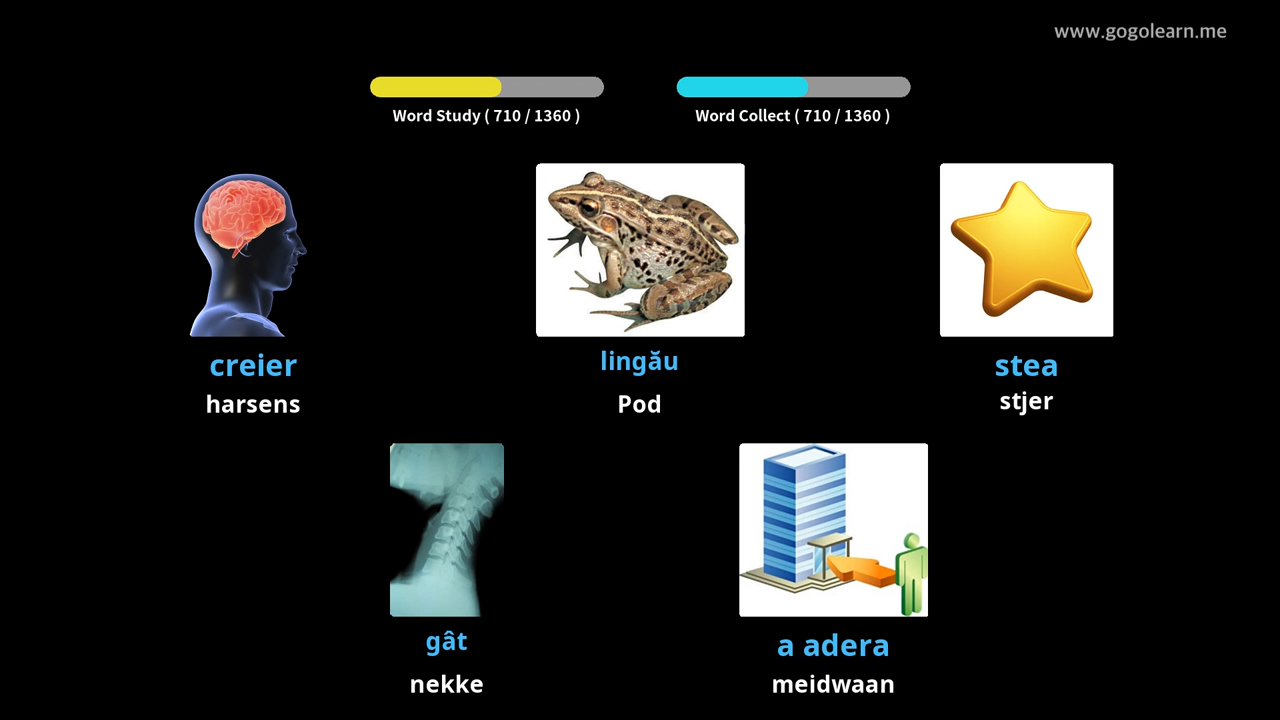 www.gogolearn.me
Word Study ( 710 / 1360 )
Word Collect ( 710 / 1360 )
creier
harsens
lingău
Pod
stea
stjer
gât
nekke
a adera
meidwaan